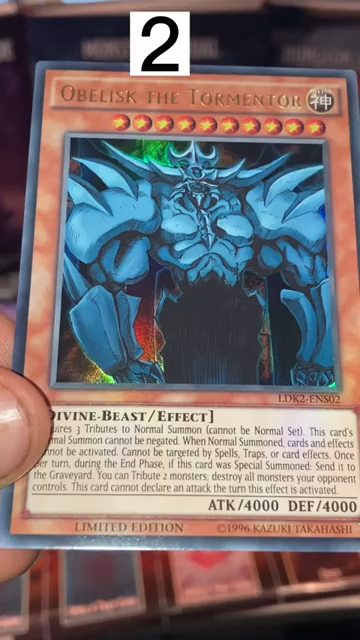 2
OBELISK THE TORMENTOR
神
LDK2-ENS02
DIVINE-BEAST/EFFECT]
uires 3 Tributes to Normal Summon (cannot be Normal Set). This card's
mal Summon cannot be negated. When Normal Summoned, cards and effects
not be activated. Cannot be targeted by Spells, Traps, or card effects. Once
per turn, during the End Phase, if this card was Special Summoned: Send it to
the Graveyard. You can Tribute 2 monsters; destroy all monsters your opponent
controls. This card cannot declare an attack the turn this effect is activated.
ATK/4000 DEF/4000
LIMITED EDITION ©1996 KAZUKI TAKAHASHI